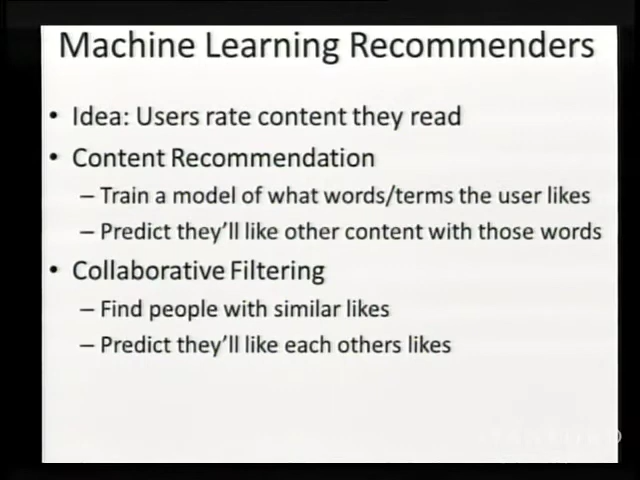 Machine Learning Recommenders
• Idea: Users rate content they read
• Content Recommendation
– Train a model of what words/terms the user likes
– Predict they'll like other content with those words
• Collaborative Filtering
– Find people with similar likes
– Predict they'll like each others likes